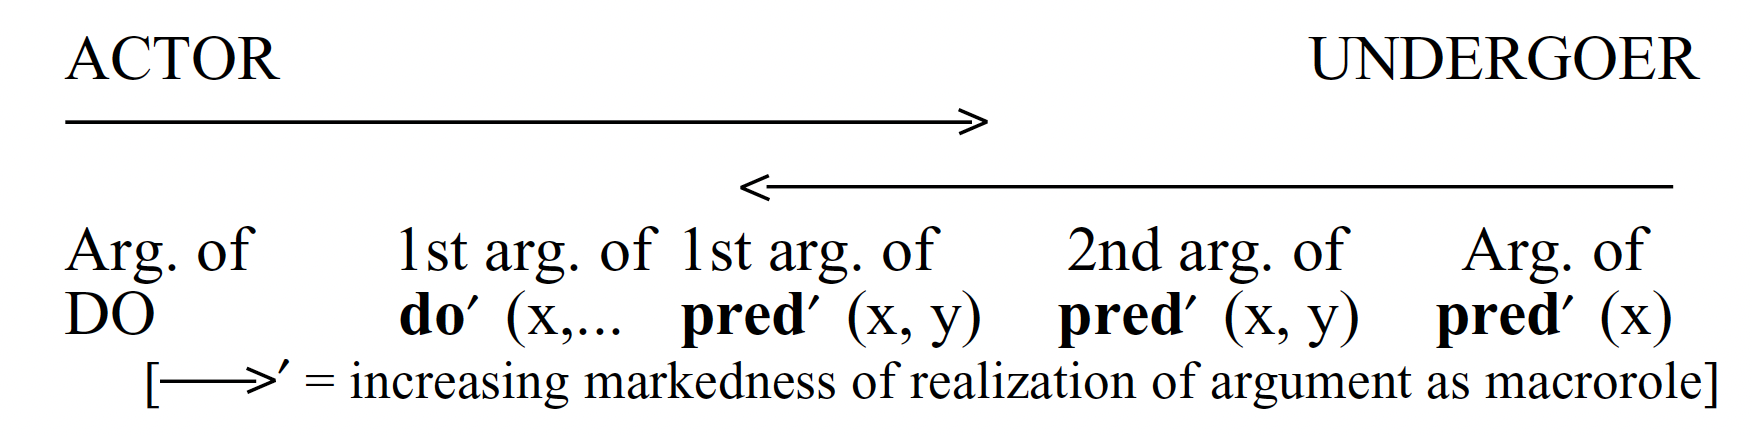 ACTOR UNDERGOER
Arg. of 1st arg. of 1st arg. of 2nd arg. of Arg. of
DO do′ (x,... pred′ (x, y) pred′ (x, y) pred′ (x)
[⟶′ = increasing markedness of realization of argument as macrorole]